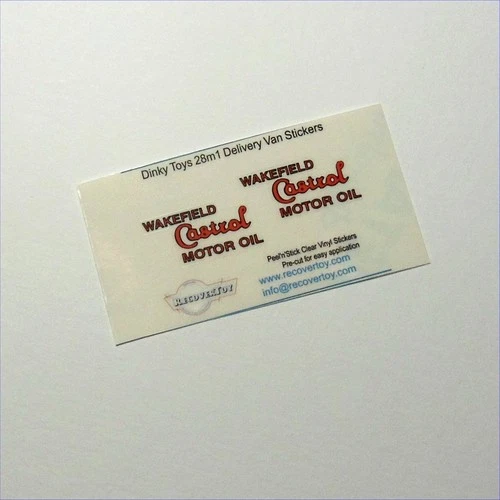 Dinky Toys 28m1 Delivery Van Stickers
WAKEFIELD
Castrol
MOTOR OIL
WAKEFIELD
Castrol
MOTOR OIL
Peel'n'Stick Clear Vinyl Stickers
Pre-cut for easy application
www.recovertoy.com
info@recovertoy.com
RECOVERTOY